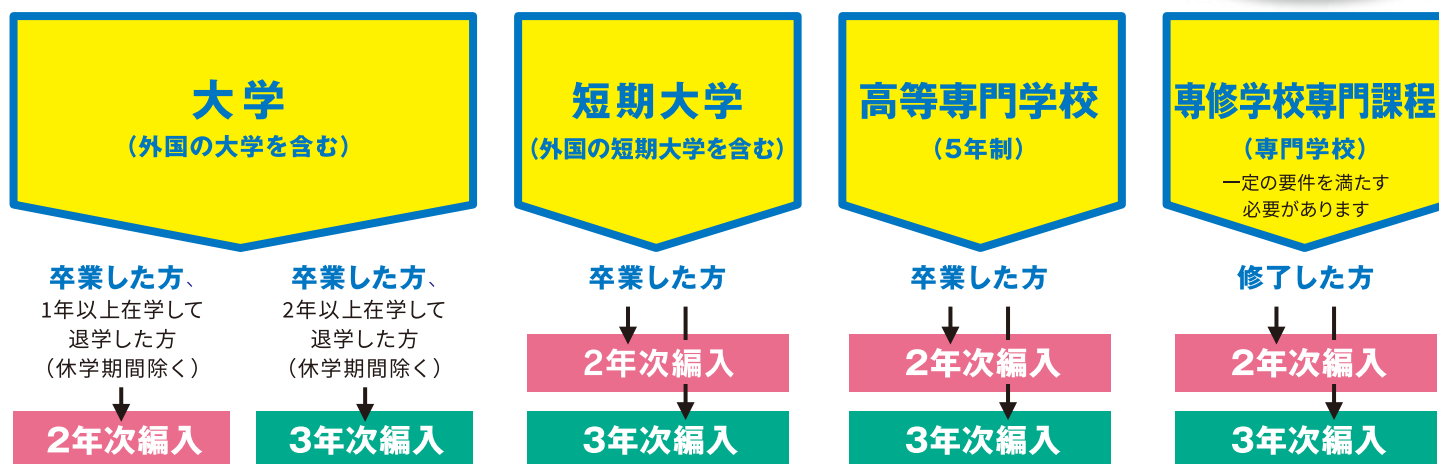 大学
（外国の大学を含む）
卒業した方、
1年以上在学して
退学した方
（休学期間除く）
2年次編入
卒業した方、
2年以上在学して
退学した方
（休学期間除く）
3年次編入
短期大学
（外国の短期大学を含む）
卒業した方
2年次編入
3年次編入
高等専門学校
（5年制）
卒業した方
2年次編入
3年次編入
専修学校専門課程
（専門学校）
一定の要件を満たす
必要があります
修了した方
2年次編入
3年次編入